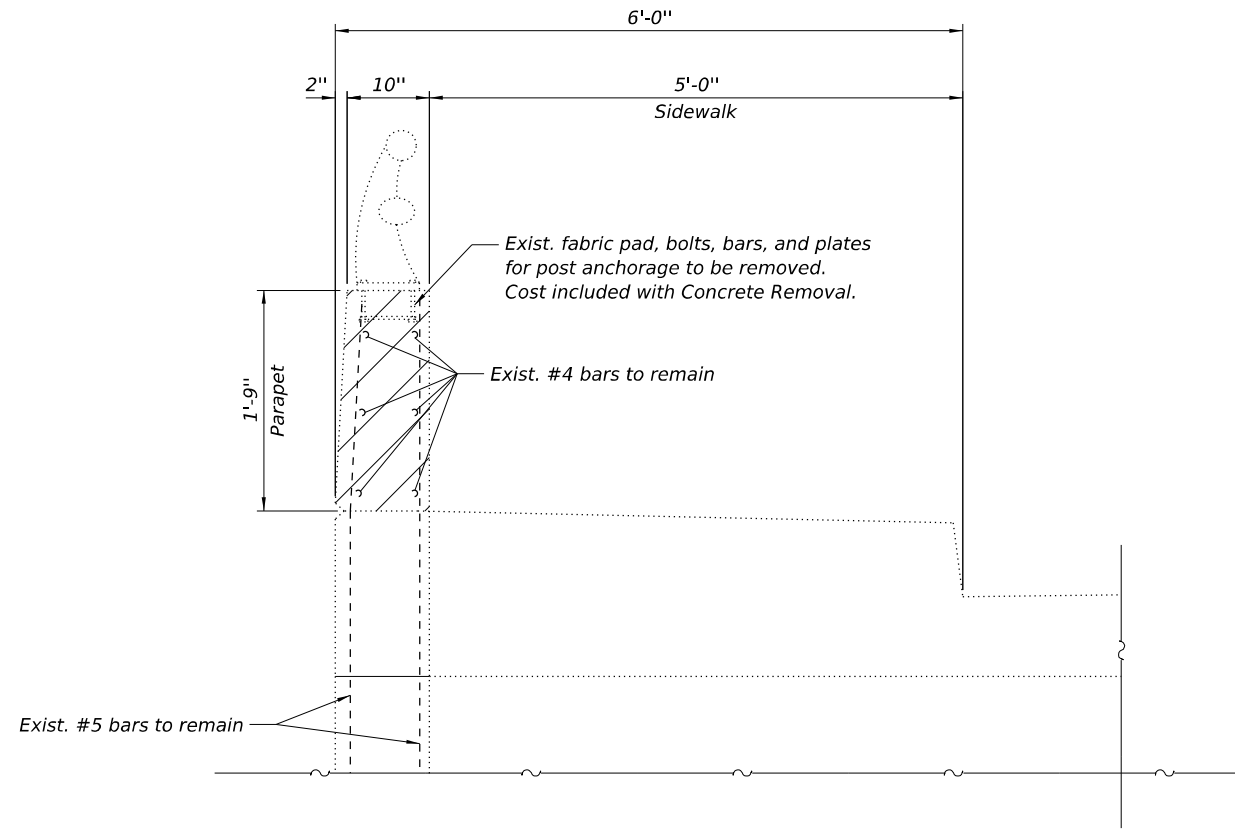 6'-0"
2" 10" 5'-0"
Sidewalk
Exist. fabric pad, bolts, bars, and plates
for post anchorage to be removed.
Cost included with Concrete Removal.
Exist. #4 bars to remain
1'-9"
Parapet
Exist. #5 bars to remain